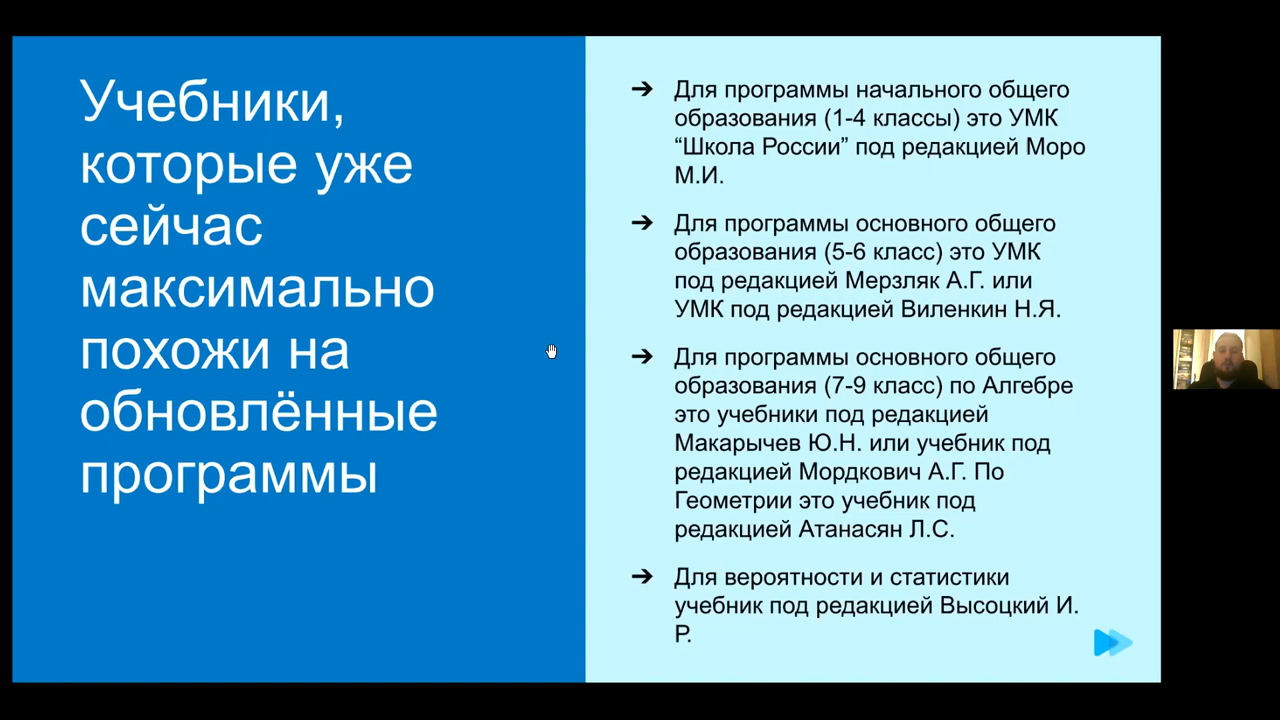 Учебники,
которые уже
сейчас
максимально
похожи на
обновлённые
программы
➔ Для программы начального общего
образования (1-4 классы) это УМК
“Школа России” под редакцией Моро
М.И.
➔ Для программы основного общего
образования (5-6 класс) это УМК
под редакцией Мерзляк А.Г. или
УМК под редакцией Виленкин Н.Я.
➔ Для программы основного общего
образования (7-9 класс) по Алгебре
это учебники под редакцией
Макарычев Ю.Н. или учебник под
редакцией Мордкович А.Г. По
Геометрии это учебник под
редакцией Атанасян Л.С.
➔ Для вероятности и статистики
учебник под редакцией Высоцкий И.
Р.